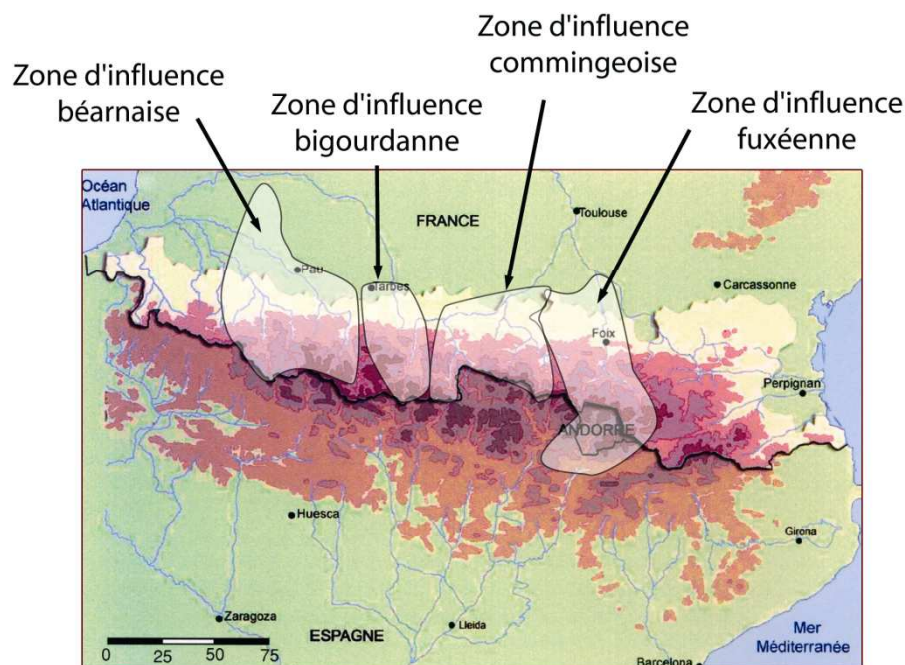 Zone d'influence
commingeoise
Zone d'influence
béarnaise
Zone d'influence
bigourdanne
Zone d'influence
fuxéenne
Océan
Atlantique
FRANCE
Toulouse
Pau
Tarbes
Carcassonne
Foix
Perpignan
ANDORRE
Huesca
Girona
Zaragoza
Lleida
ESPAGNE
Mer
Méditerranée
0 25 50 75
Barcelona